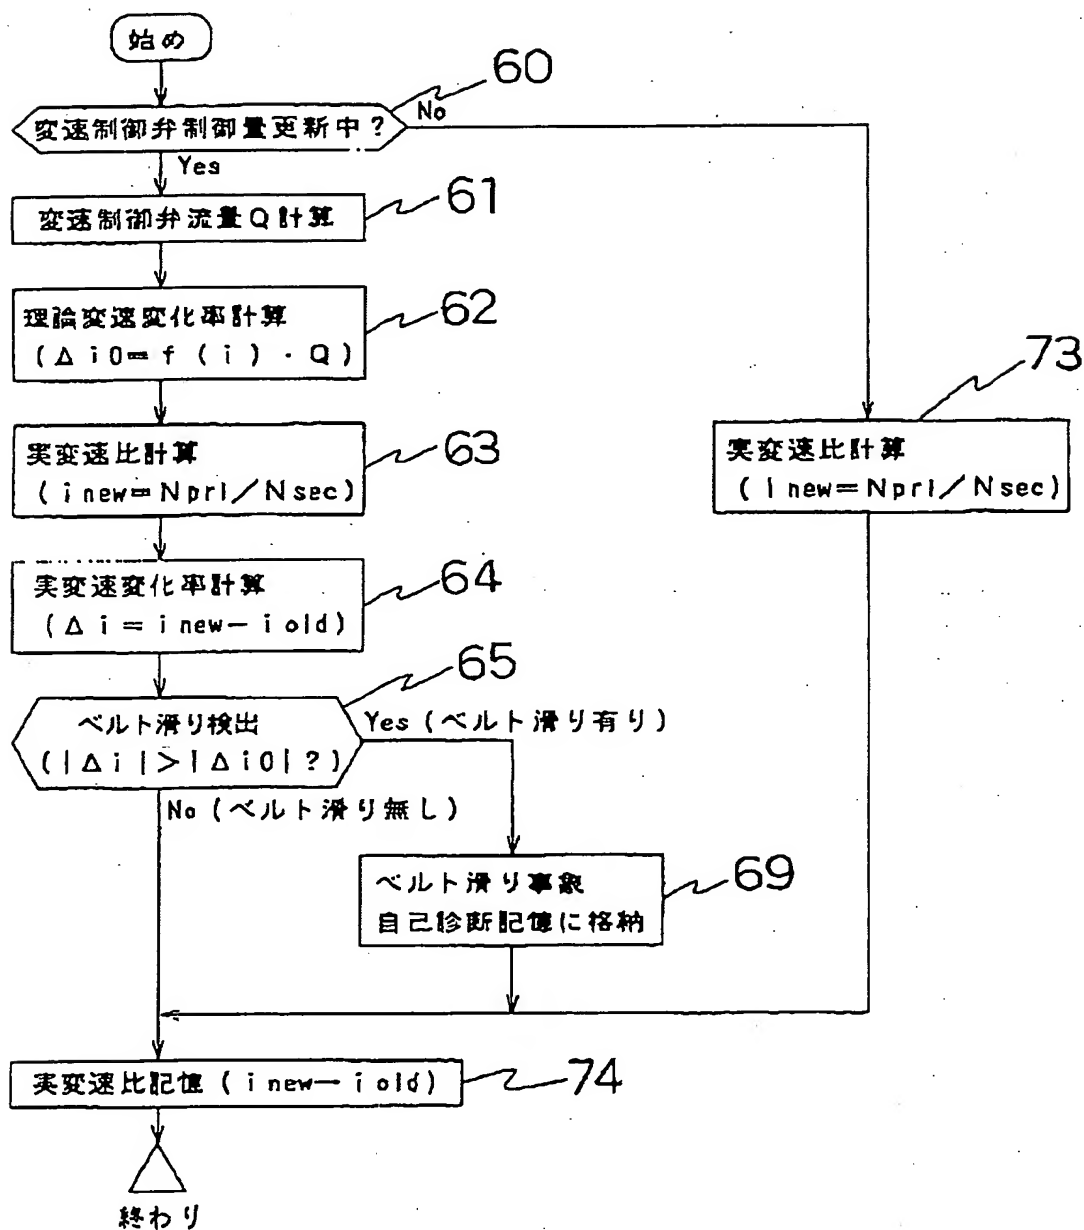 始め
60
変速制御弁制御量更新中?
No
Yes
変速制御弁流量Q計算
61
理論変速変化率計算
(Δi0=f(i)・Q)
62
実変速比計算
(inew=Npri/Nsec)
63
実変速比計算
(inew=Npri/Nsec)
73
実変速変化率計算
(Δi=inew-iold)
64
65
ベルト滑り検出
(|Δi|>|Δi0|?)
Yes(ベルト滑り有り)
No(ベルト滑り無し)
ベルト滑り事象
自己診断記憶に格納
69
実変速比記憶(inew→iold)
74
終わり